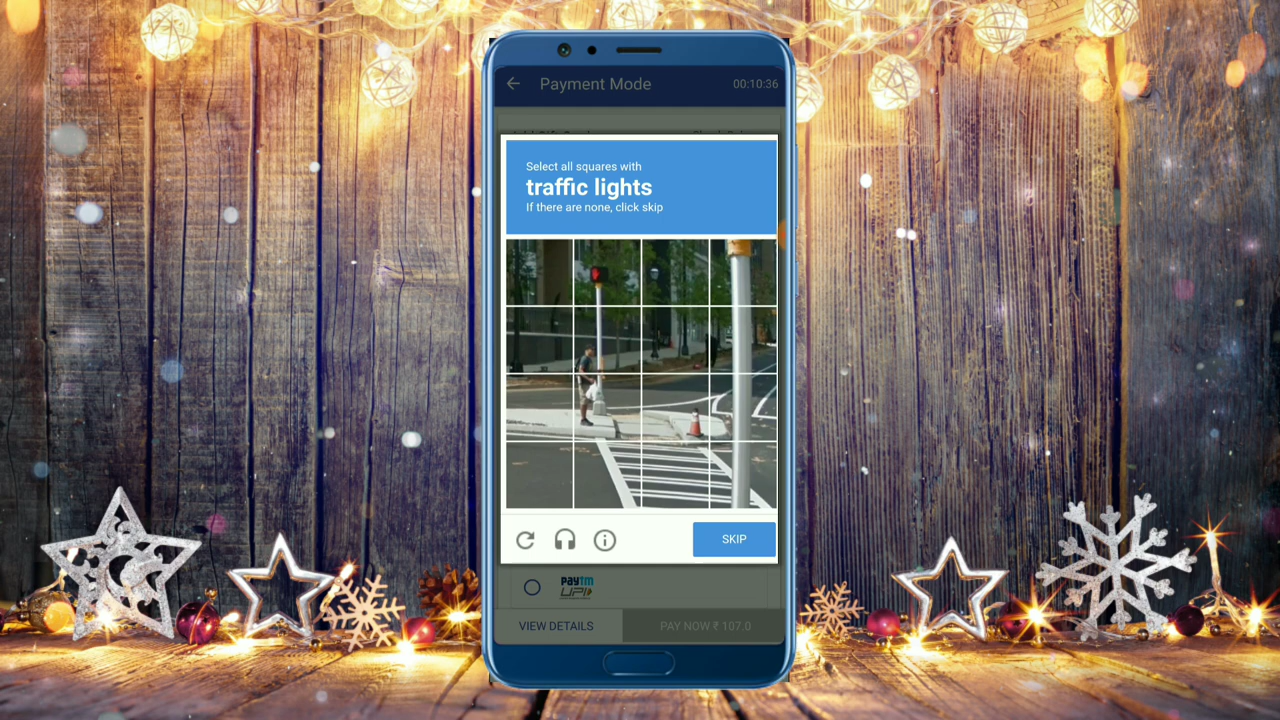 Payment Mode
00:10:36
Select all squares with
traffic lights
If there are none, click skip
SKIP
paytm
UPI
VIEW DETAILS
PAY NOW ₹ 107.0